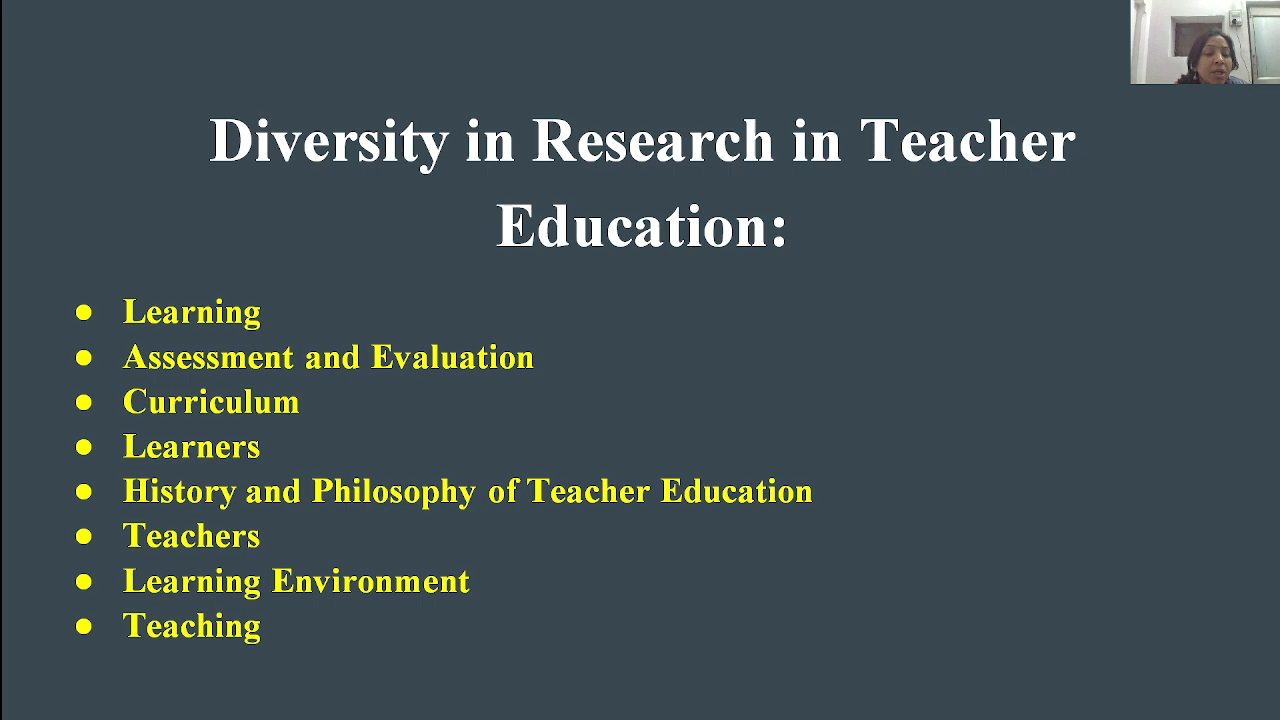 Diversity in Research in Teacher
Education:
● Learning
● Assessment and Evaluation
● Curriculum
● Learners
● History and Philosophy of Teacher Education
● Teachers
● Learning Environment
● Teaching